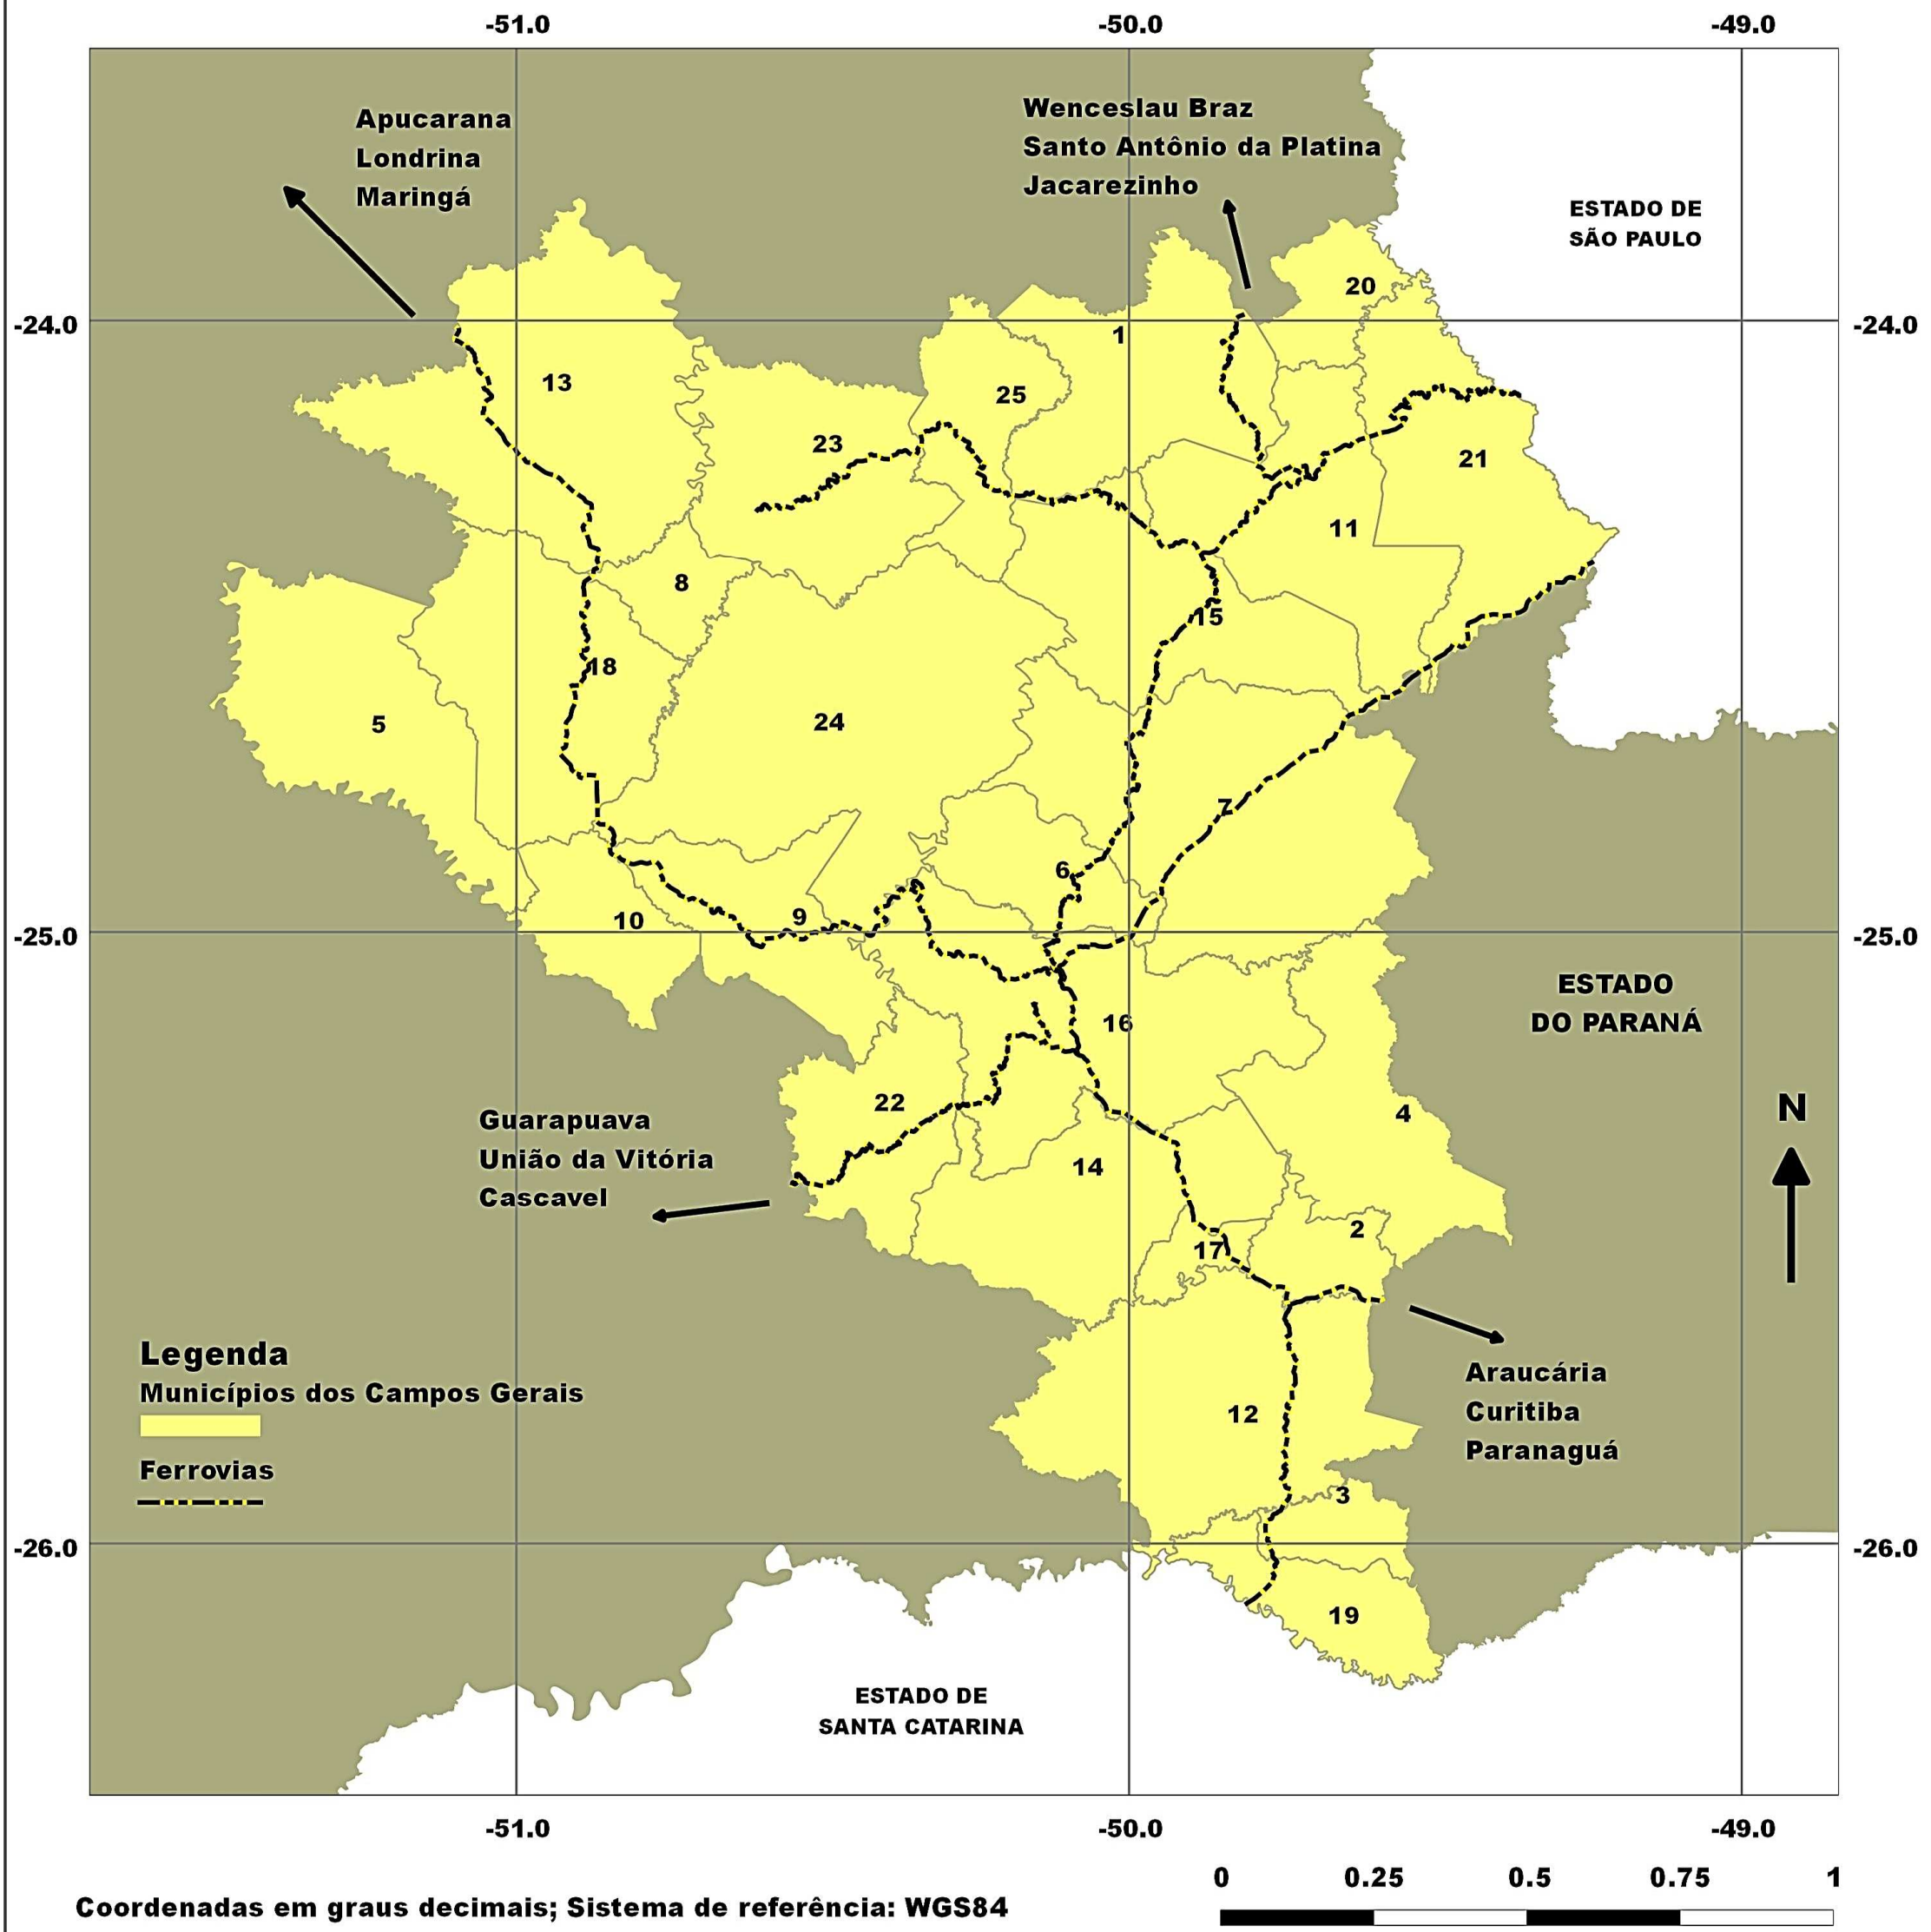 -51.0
-50.0
-49.0
Apucarana
Londrina
Maringá
Wenceslau Braz
Santo Antônio da Platina
Jacarezinho
ESTADO DE
SÃO PAULO
20
-24.0
1
-24.0
13
25
23
21
11
8
15
18
5
24
7
6
10
9
-25.0
-25.0
ESTADO
DO PARANÁ
16
22
4
N
Guarapuava
União da Vitória
Cascavel
14
2
17
Legenda
Municípios dos Campos Gerais
Ferrovias
Araucária
Curitiba
Paranaguá
12
3
-26.0
-26.0
19
ESTADO DE
SANTA CATARINA
-51.0
-50.0
-49.0
0 0.25 0.5 0.75 1
Coordenadas em graus decimais; Sistema de referência: WGS84